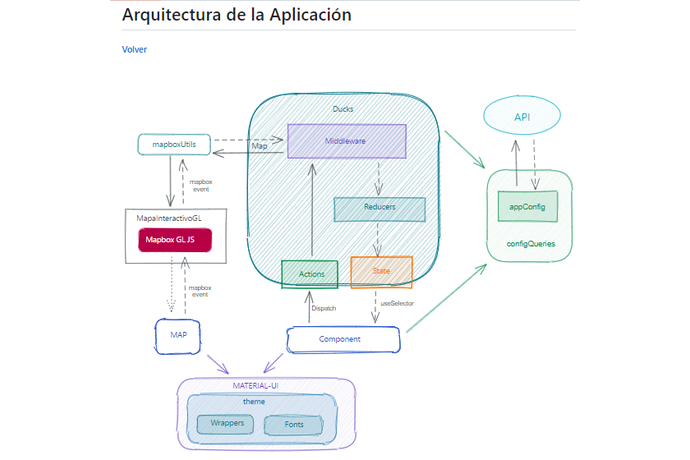 Arquitectura de la Aplicación
Volver
Ducks
API
Middleware
mapboxUtils
Map
mapbox
event
Reducers
appConfig
MapaInteractivoGL
Mapbox GL JS
configQueries
Actions
State
mapbox
event
Dispatch
useSelector
MAP
Component
MATERIAL-UI
theme
Wrappers
Fonts